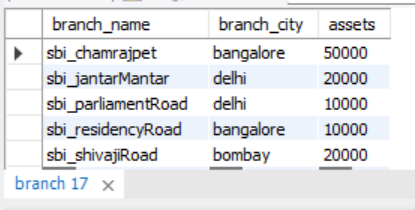 branch_name branch_city assets
sbi_chamrajpet bangalore 50000
sbi_jantarMantar delhi 20000
sbi_parliamentRoad delhi 10000
sbi_residencyRoad bangalore 10000
sbi_shivajiRoad bombay 20000
branch 17 ×